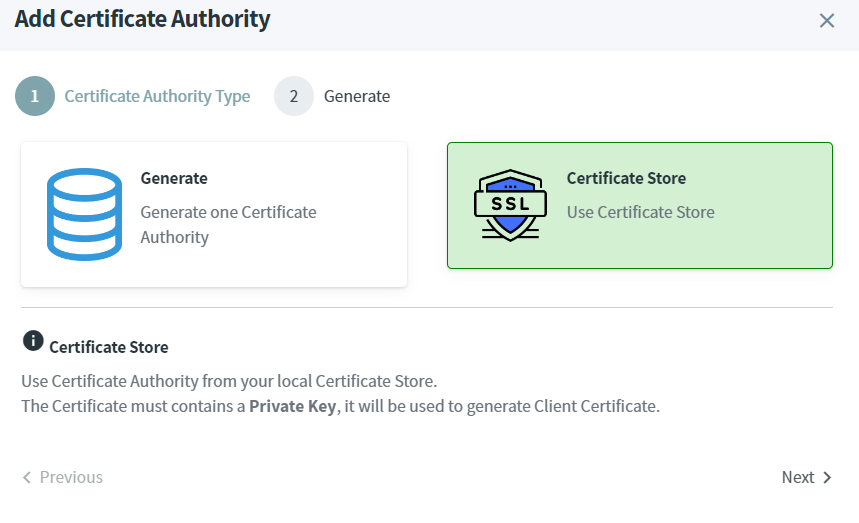 Add Certificate Authority
1 Certificate Authority Type 2 Generate
Generate
Generate one Certificate
Authority
SSL
Certificate Store
Use Certificate Store
Certificate Store
Use Certificate Authority from your local Certificate Store.
The Certificate must contains a Private Key, it will be used to generate Client Certificate.
Previous
Next